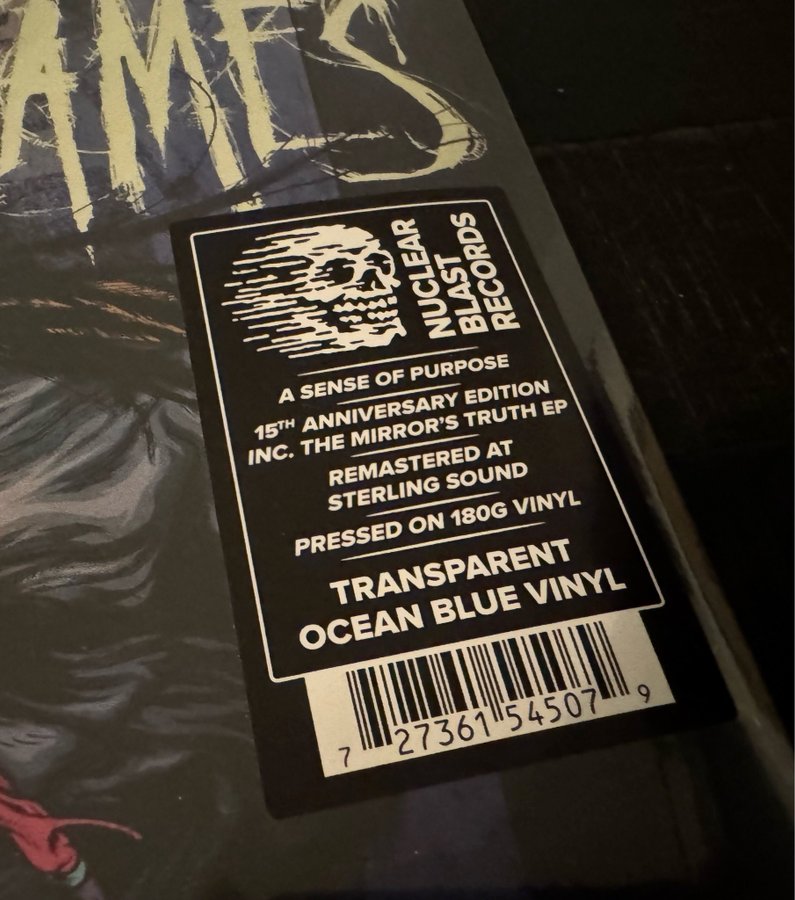 AMES
NUCLEAR
BLAST
RECORDS
A SENSE OF PURPOSE
15TH ANNIVERSARY EDITION
INC. THE MIRROR'S TRUTH EP
REMASTERED AT
STERLING SOUND
PRESSED ON 180G VINYL
TRANSPARENT
OCEAN BLUE VINYL
7 27361 54507 9